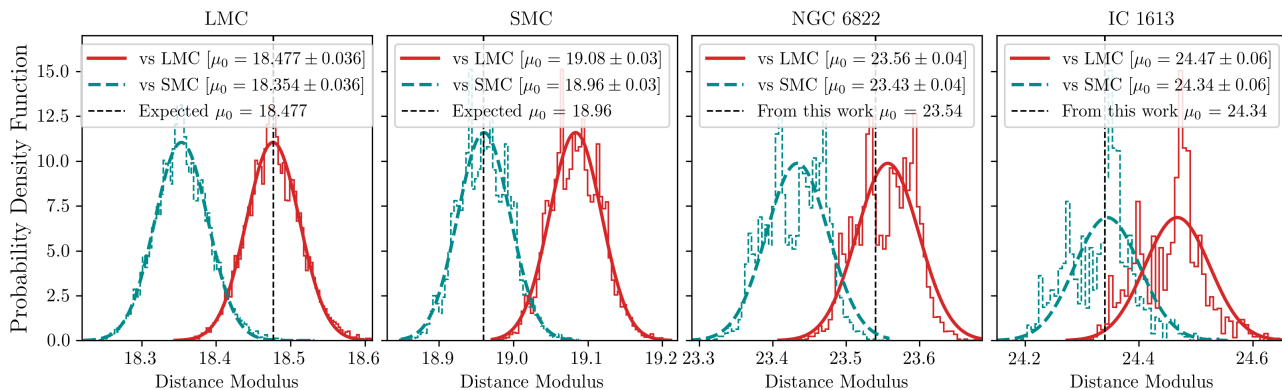 LMC
SMC
NGC 6822
IC 1613
Probability Density Function
15.0
12.5
10.0
7.5
5.0
2.5
0.0
vs LMC [μ0 = 18.477 ± 0.036]
vs SMC [μ0 = 18.354 ± 0.036]
Expected μ0 = 18.477
vs LMC [μ0 = 19.08 ± 0.03]
vs SMC [μ0 = 18.96 ± 0.03]
Expected μ0 = 18.96
vs LMC [μ0 = 23.56 ± 0.04]
vs SMC [μ0 = 23.43 ± 0.04]
From this work μ0 = 23.54
vs LMC [μ0 = 24.47 ± 0.06]
vs SMC [μ0 = 24.34 ± 0.06]
From this work μ0 = 24.34
18.3 18.4 18.5 18.6
18.9 19.0 19.1 19.2
23.3 23.4 23.5 23.6
24.2 24.4 24.6
Distance Modulus
Distance Modulus
Distance Modulus
Distance Modulus